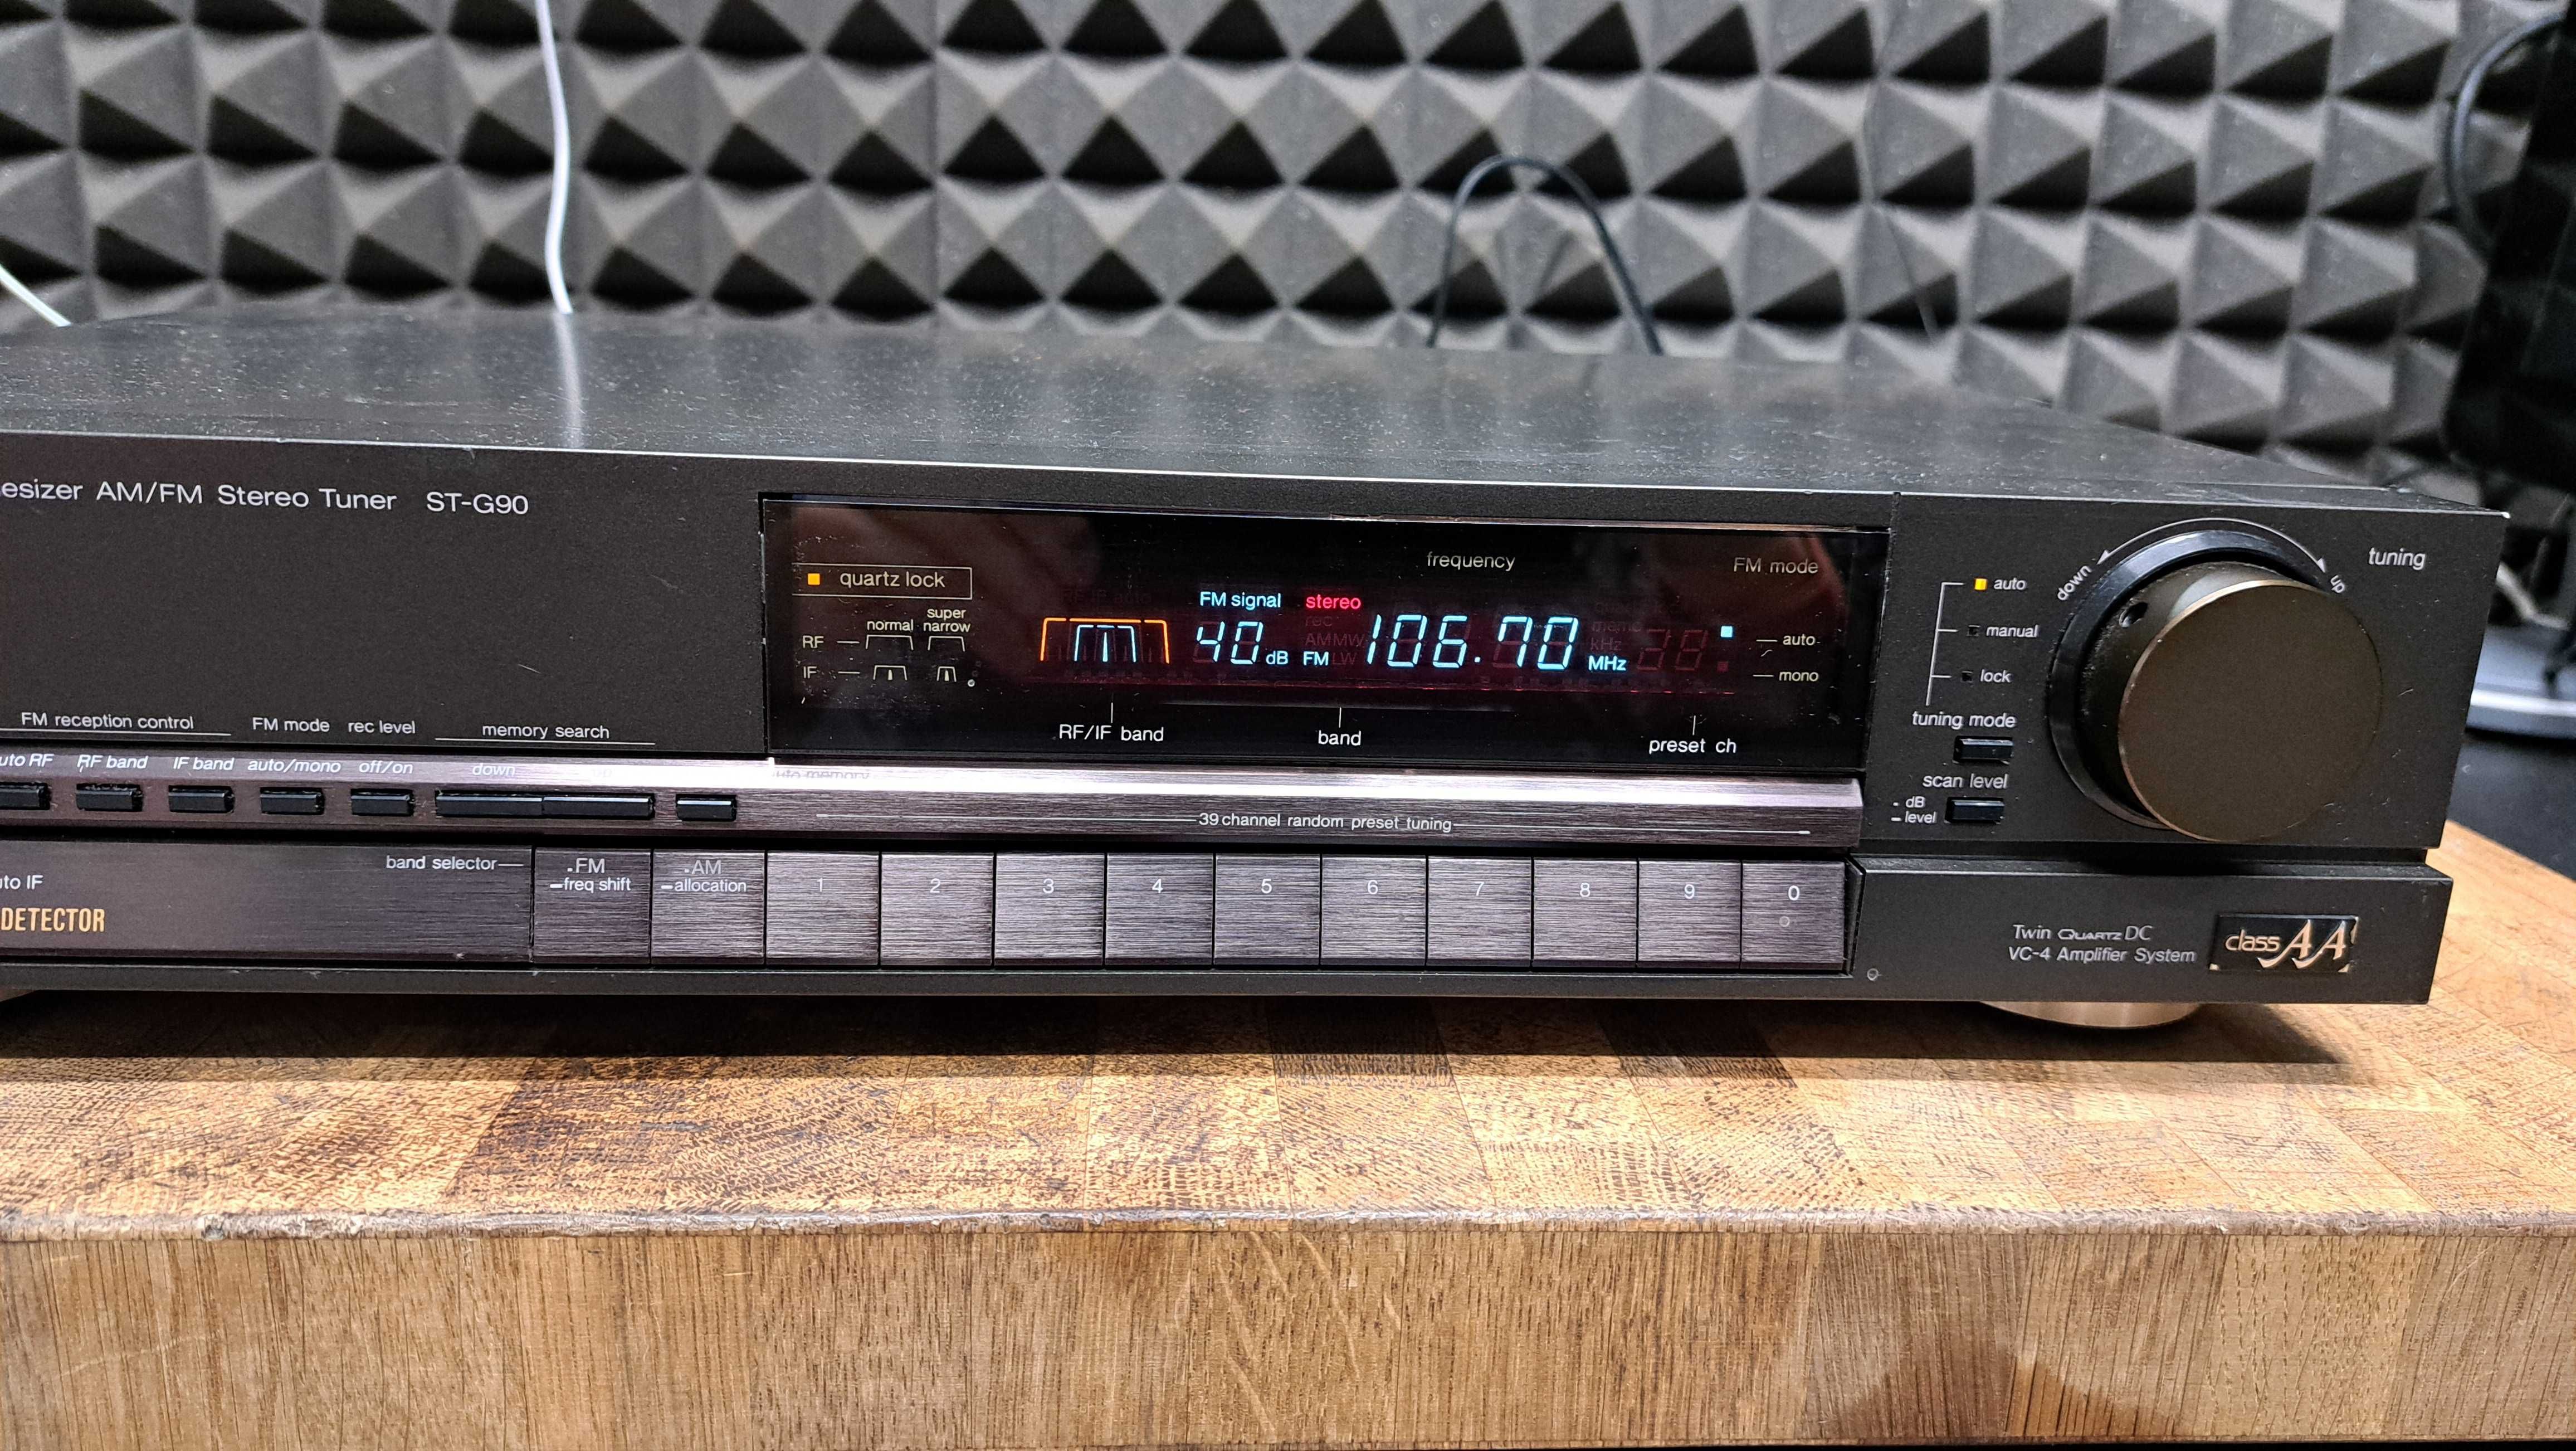 esizer AM/FM Stereo Tuner ST-G90
frequency
FM mode
tuning
quartz lock
auto
down
up
FM signal
stereo
super
normal narrow
RF
manual
40 dB FM 106.70 MHz
auto
IF
mono
lock
FM reception control
FM mode
rec level
memory search
RF/IF band
band
preset ch
tuning mode
uto RF
RF band
IF band
auto/mono
off/on
down
up
auto memory
scan level
dB
level
39 channel random preset tuning
uto IF
band selector
FM
freq shift
AM
allocation
1
2
3
4
5
6
7
8
9
0
DETECTOR
Twin QUARTZ DC
VC-4 Amplifier System
class AA